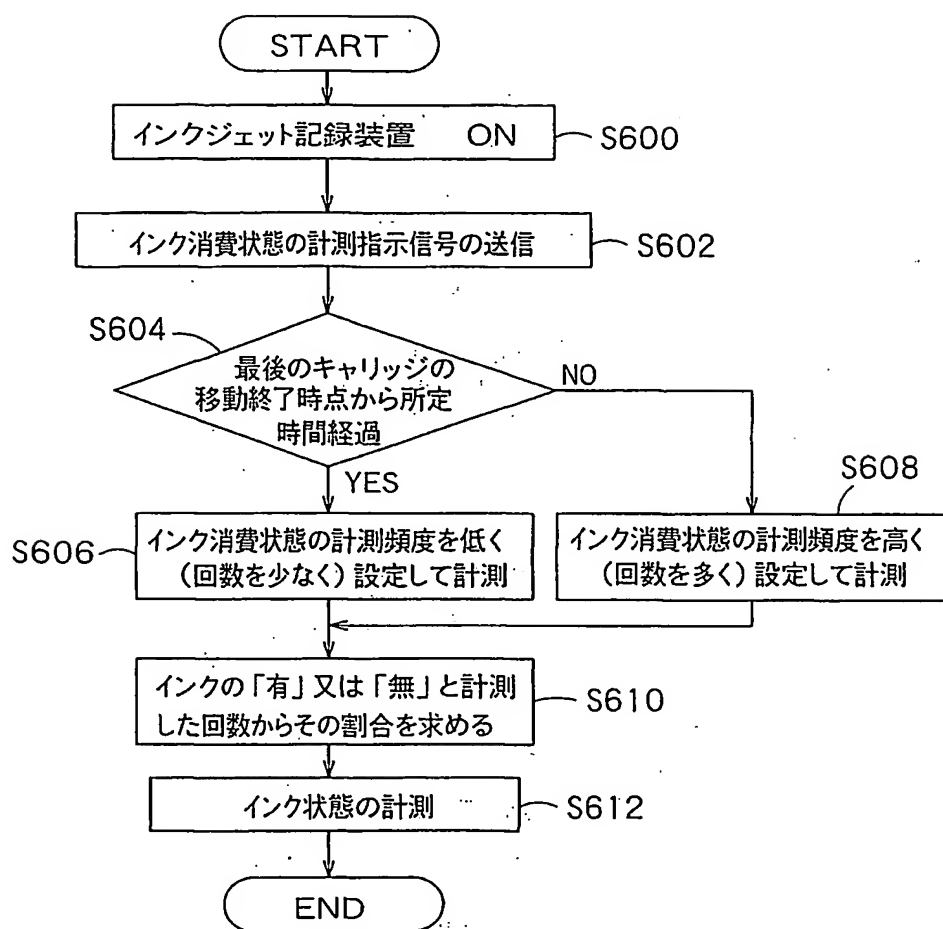 START
インクジェット記録装置 ON
S600
インク消費状態の計測指示信号の送信
S602
S604
最後のキャリッジの
移動終了時点から所定
時間経過
NO
YES
S606
インク消費状態の計測頻度を低く
(回数を少なく)設定して計測
S608
インク消費状態の計測頻度を高く
(回数を多く)設定して計測
インクの「有」又は「無」と計測
した回数からその割合を求める
S610
インク状態の計測
S612
END